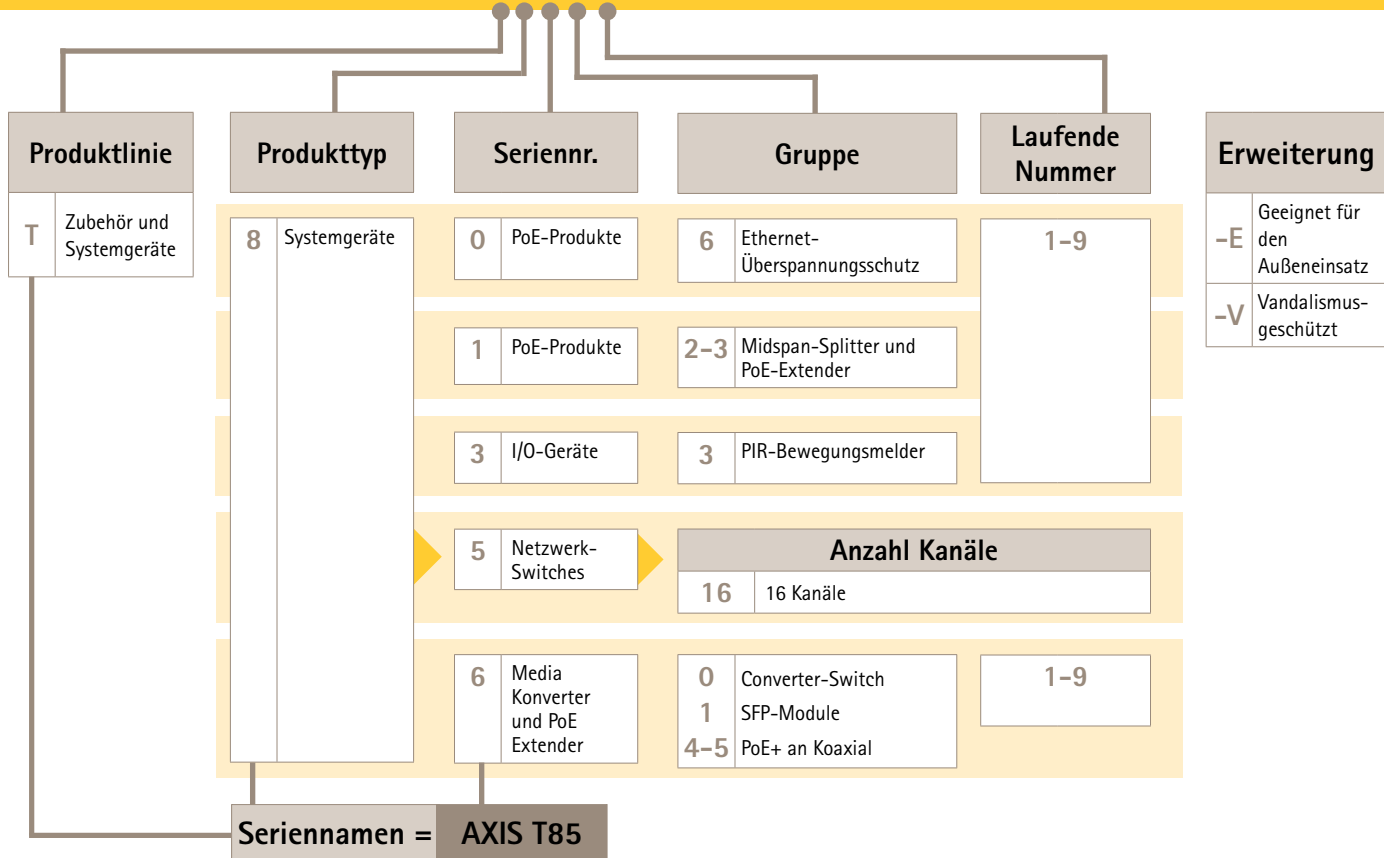 Produktlinie
T
Zubehör und
Systemgeräte
Produkttyp
8
Systemgeräte
Seriennr.
Gruppe
Laufende
Nummer
0
PoE-Produkte
6
Ethernet-
Überspannungsschutz
1-9
1
PoE-Produkte
2-3
Midspan-Splitter und
PoE-Extender
3
I/O-Geräte
3
PIR-Bewegungsmelder
5
Netzwerk-
Switches
Anzahl Kanäle
16
16 Kanäle
6
Media
Konverter
und PoE
Extender
0
Converter-Switch
1
SFP-Module
4-5
PoE+ an Koaxial
1-9
Erweiterung
-E
Geeignet für
den
Außeneinsatz
-V
Vandalismus-
geschützt
Seriennamen =
AXIS T85